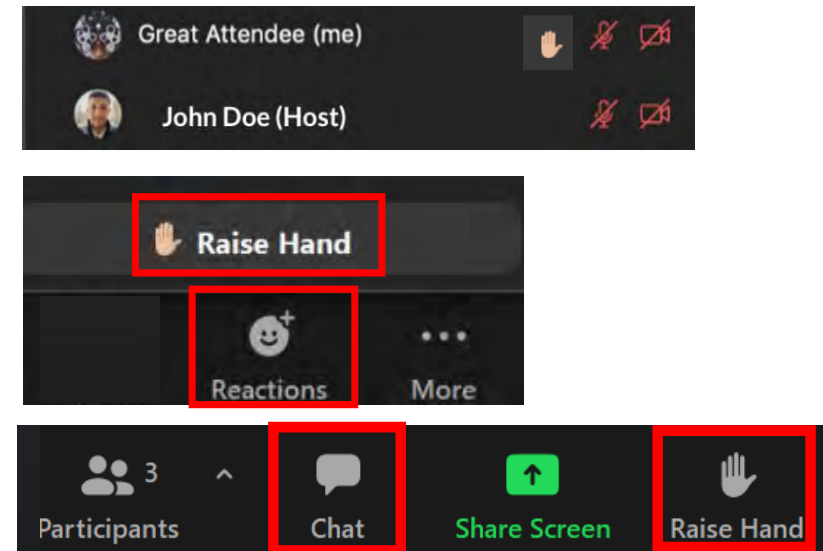 Great Attendee (me)
John Doe (Host)
Raise Hand
Reactions
More
3
Participants
Chat
Share Screen
Raise Hand